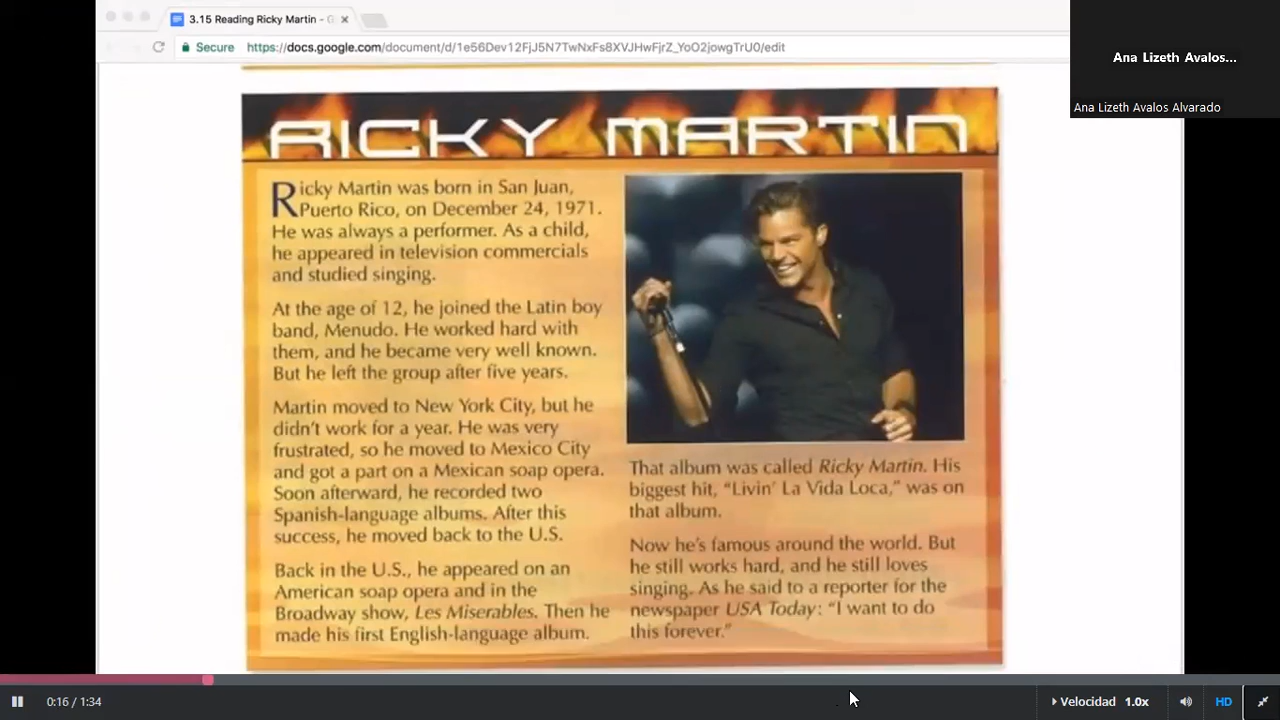 3.15 Reading Ricky Martin - G
Secure
https://docs.google.com/document/d/1e56Dev12FjJ5N7TwNxFs8XVJHwFjrZ_YoO2jowgTrU0/edit
Ana Lizeth Avalos...
Ana Lizeth Avalos Alvarado
RICKY MARTIN
Ricky Martin was born in San Juan,
Puerto Rico, on December 24, 1971.
He was always a performer. As a child,
he appeared in television commercials
and studied singing.
At the age of 12, he joined the Latin boy
band, Menudo. He worked hard with
them, and he became very well known.
But he left the group after five years.
Martin moved to New York City, but he
didn't work for a year. He was very
frustrated, so he moved to Mexico City
and got a part on a Mexican soap opera.
Soon afterward, he recorded two
Spanish-language albums. After this
success, he moved back to the U.S.
Back in the U.S., he appeared on an
American soap opera and in the
Broadway show, Les Miserables. Then he
made his first English-language album.
That album was called Ricky Martin. His
biggest hit, "Livin' La Vida Loca," was on
that album.
Now he's famous around the world. But
he still works hard, and he still loves
singing. As he said to a reporter for the
newspaper USA Today: "I want to do
this forever."
0:16 / 1:34
Velocidad 1.0x
HD